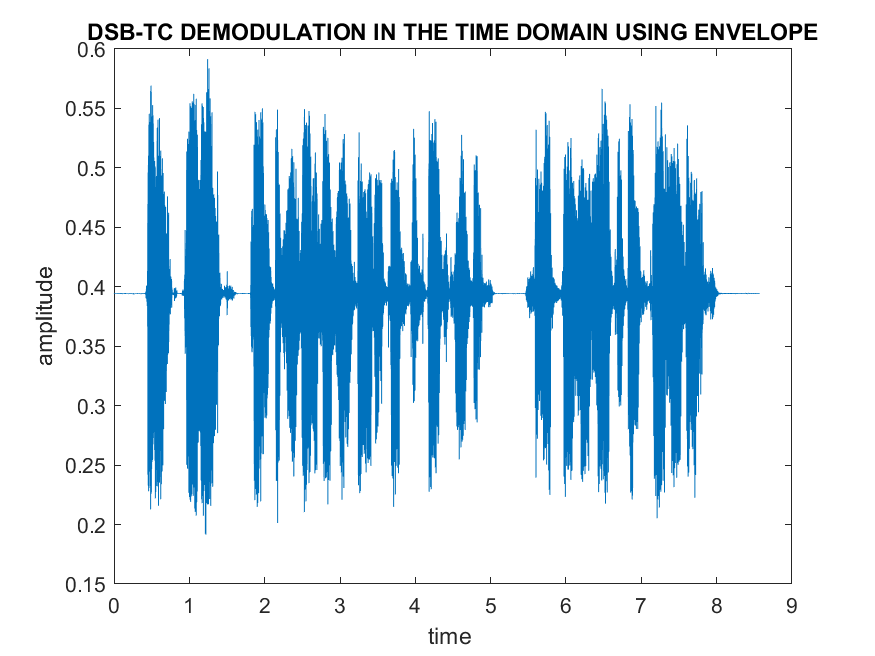 DSB-TC DEMODULATION IN THE TIME DOMAIN USING ENVELOPE
0.6
0.55
0.5
0.45
0.4
0.35
0.3
0.25
0.2
0.15
amplitude
0 1 2 3 4 5 6 7 8 9
time